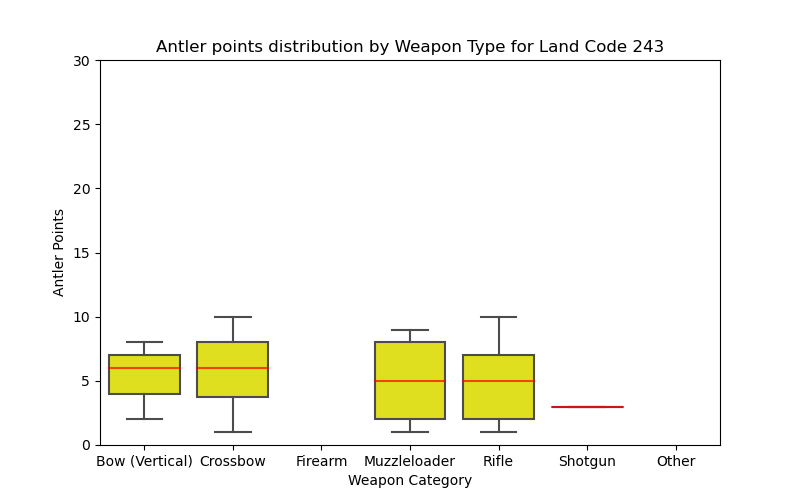 Antler points distribution by Weapon Type for Land Code 243
30
25
20
15
10
5
0
Antler Points
Bow (Vertical) Crossbow Firearm Muzzleloader Rifle Shotgun Other
Weapon Category